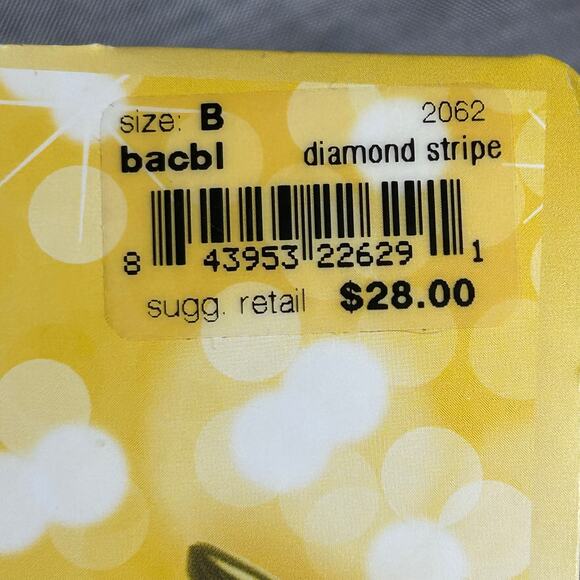 size: B 2062
bacbl diamond stripe
8 43953 22629 1
sugg. retail $28.00